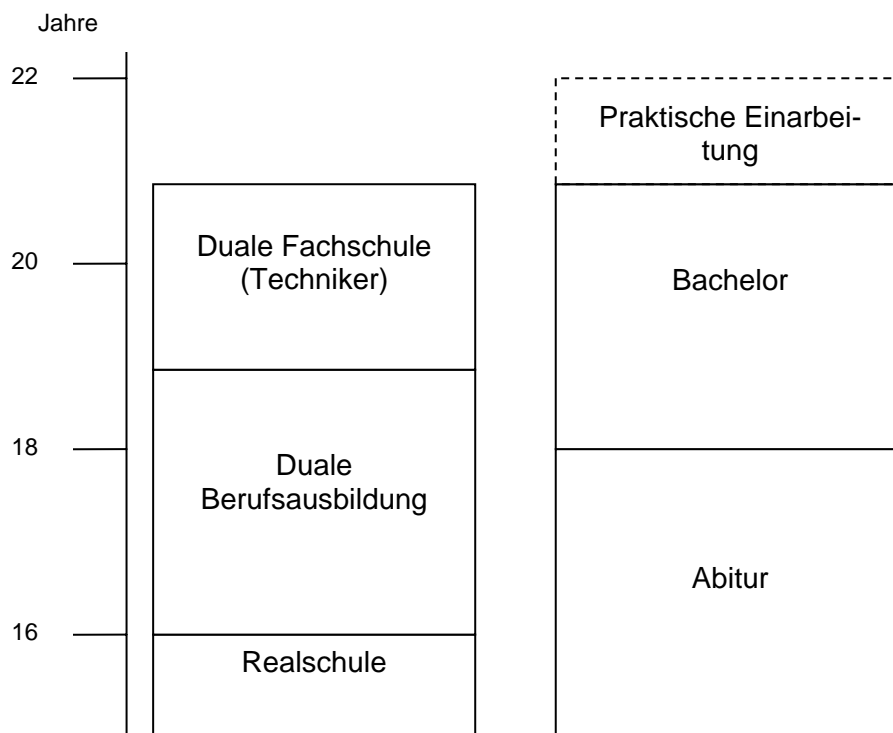 Jahre
22
20
18
16
Duale Fachschule
(Techniker)
Duale
Berufsausbildung
Realschule
Praktische Einarbei-
tung
Bachelor
Abitur